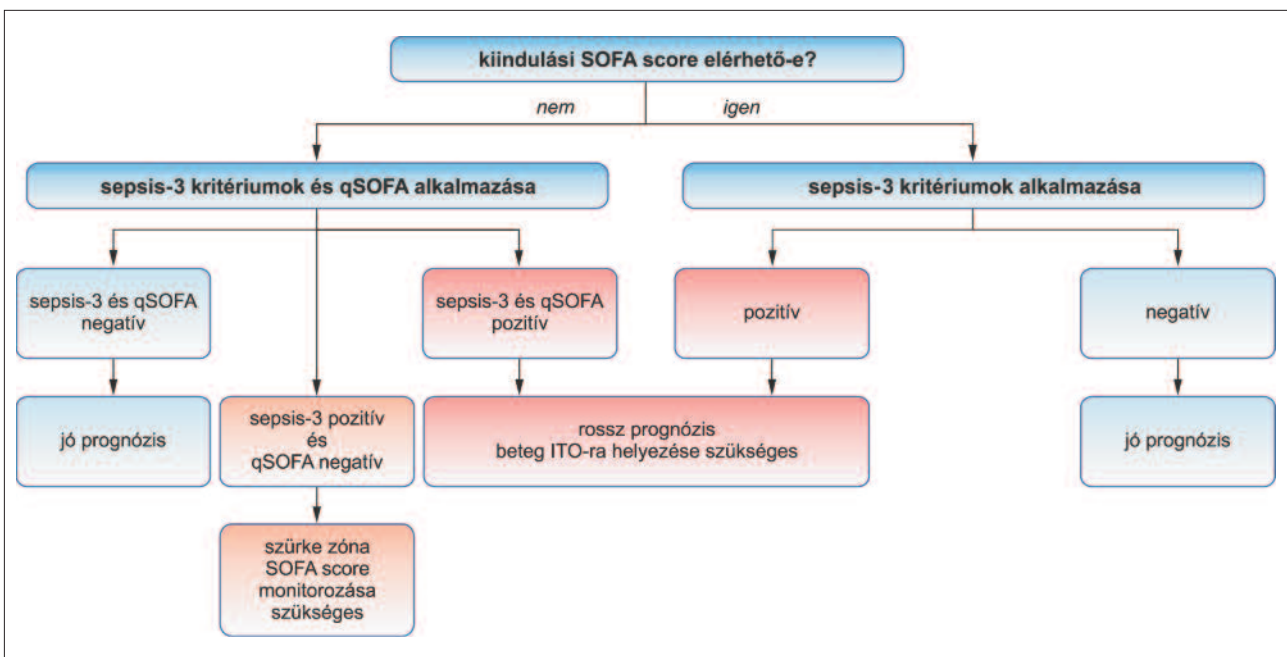 kiindulási SOFA score elérhető-e?
nem
igen
sepsis-3 kritériumok és qSOFA alkalmazása
sepsis-3 kritériumok alkalmazása
sepsis-3 és qSOFA
negatív
sepsis-3 és qSOFA
pozitív
pozitív
negatív
jó prognózis
sepsis-3 pozitív
és
qSOFA negatív
rossz prognózis
beteg ITO-ra helyezése szükséges
jó prognózis
szürke zóna
SOFA score
monitorozása
szükséges